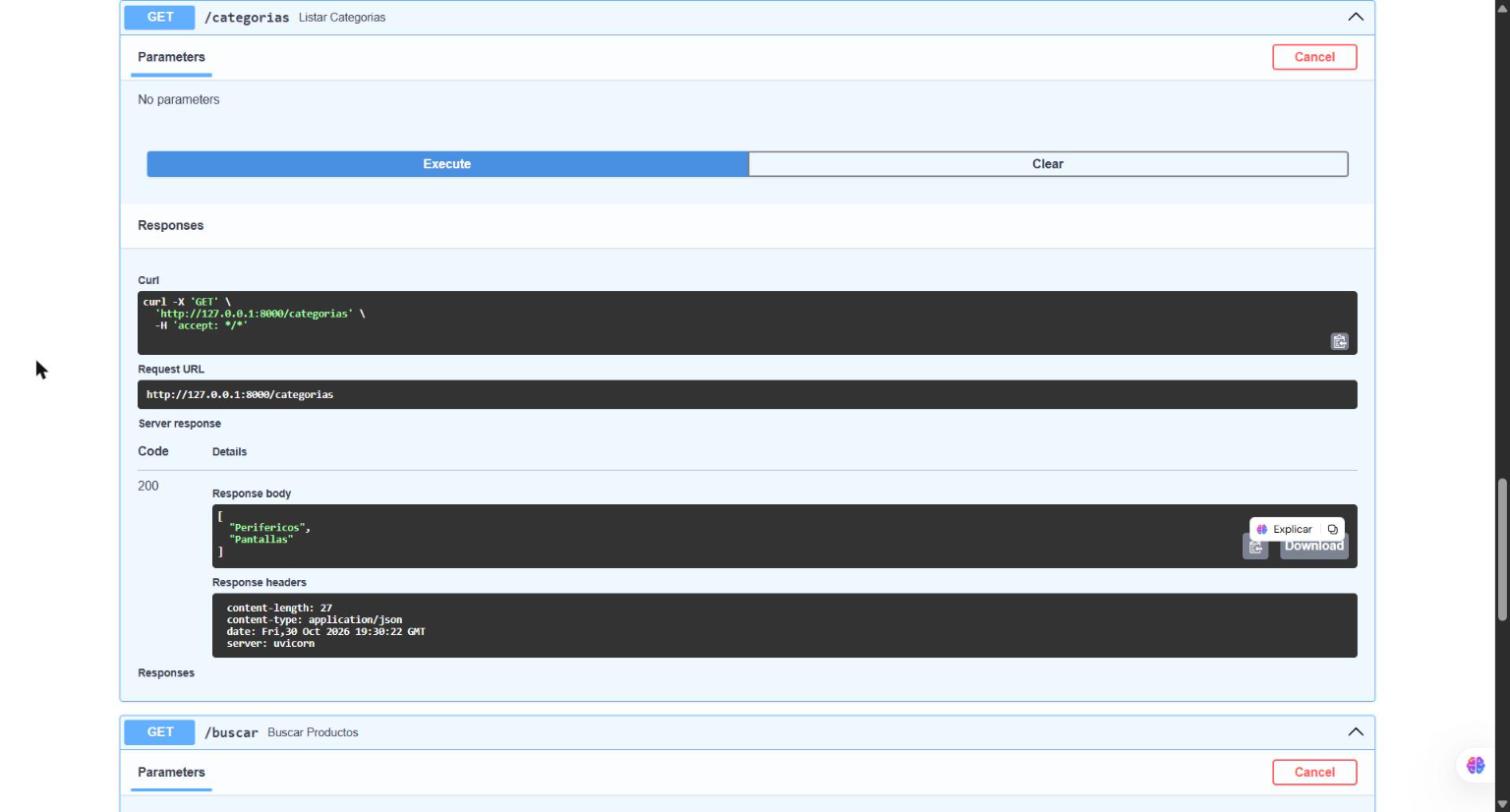 GET /categorias Listar Categorias
Parameters
Cancel
No parameters
Execute
Clear
Responses
Curl
curl -X 'GET' \
'http://127.0.0.1:8000/categorias' \
-H 'accept: */*'
Request URL
http://127.0.0.1:8000/categorias
Server response
Code Details
200
Response body
[
"Perifericos",
"Pantallas"
]
Explicar
Download
Response headers
content-length: 27
content-type: application/json
date: Fri,30 Oct 2026 19:30:22 GMT
server: uvicorn
Responses
GET /buscar Buscar Productos
Parameters
Cancel